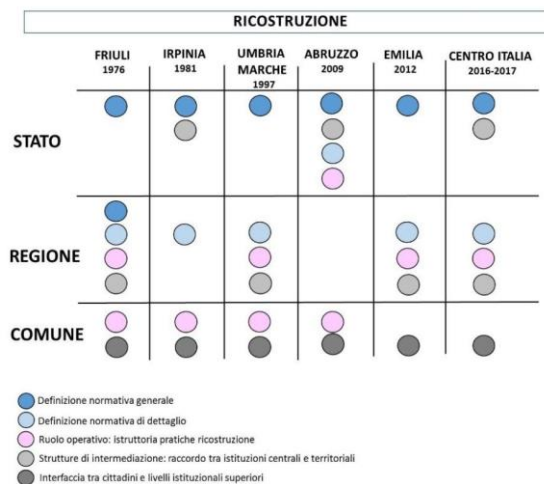 RICOSTRUZIONE
FRIULI IRPINIA UMBRIA ABRUZZO EMILIA CENTRO ITALIA
1976 1981 MARCHE 2009 2012 2016-2017
1997
STATO
REGIONE
COMUNE
Definizione normativa generale
Definizione normativa di dettaglio
Ruolo operativo: istruttoria pratiche ricostruzione
Strutture di intermediazione: raccordo tra istituzioni centrali e territoriali
Interfaccia tra cittadini e livelli istituzionali superiori